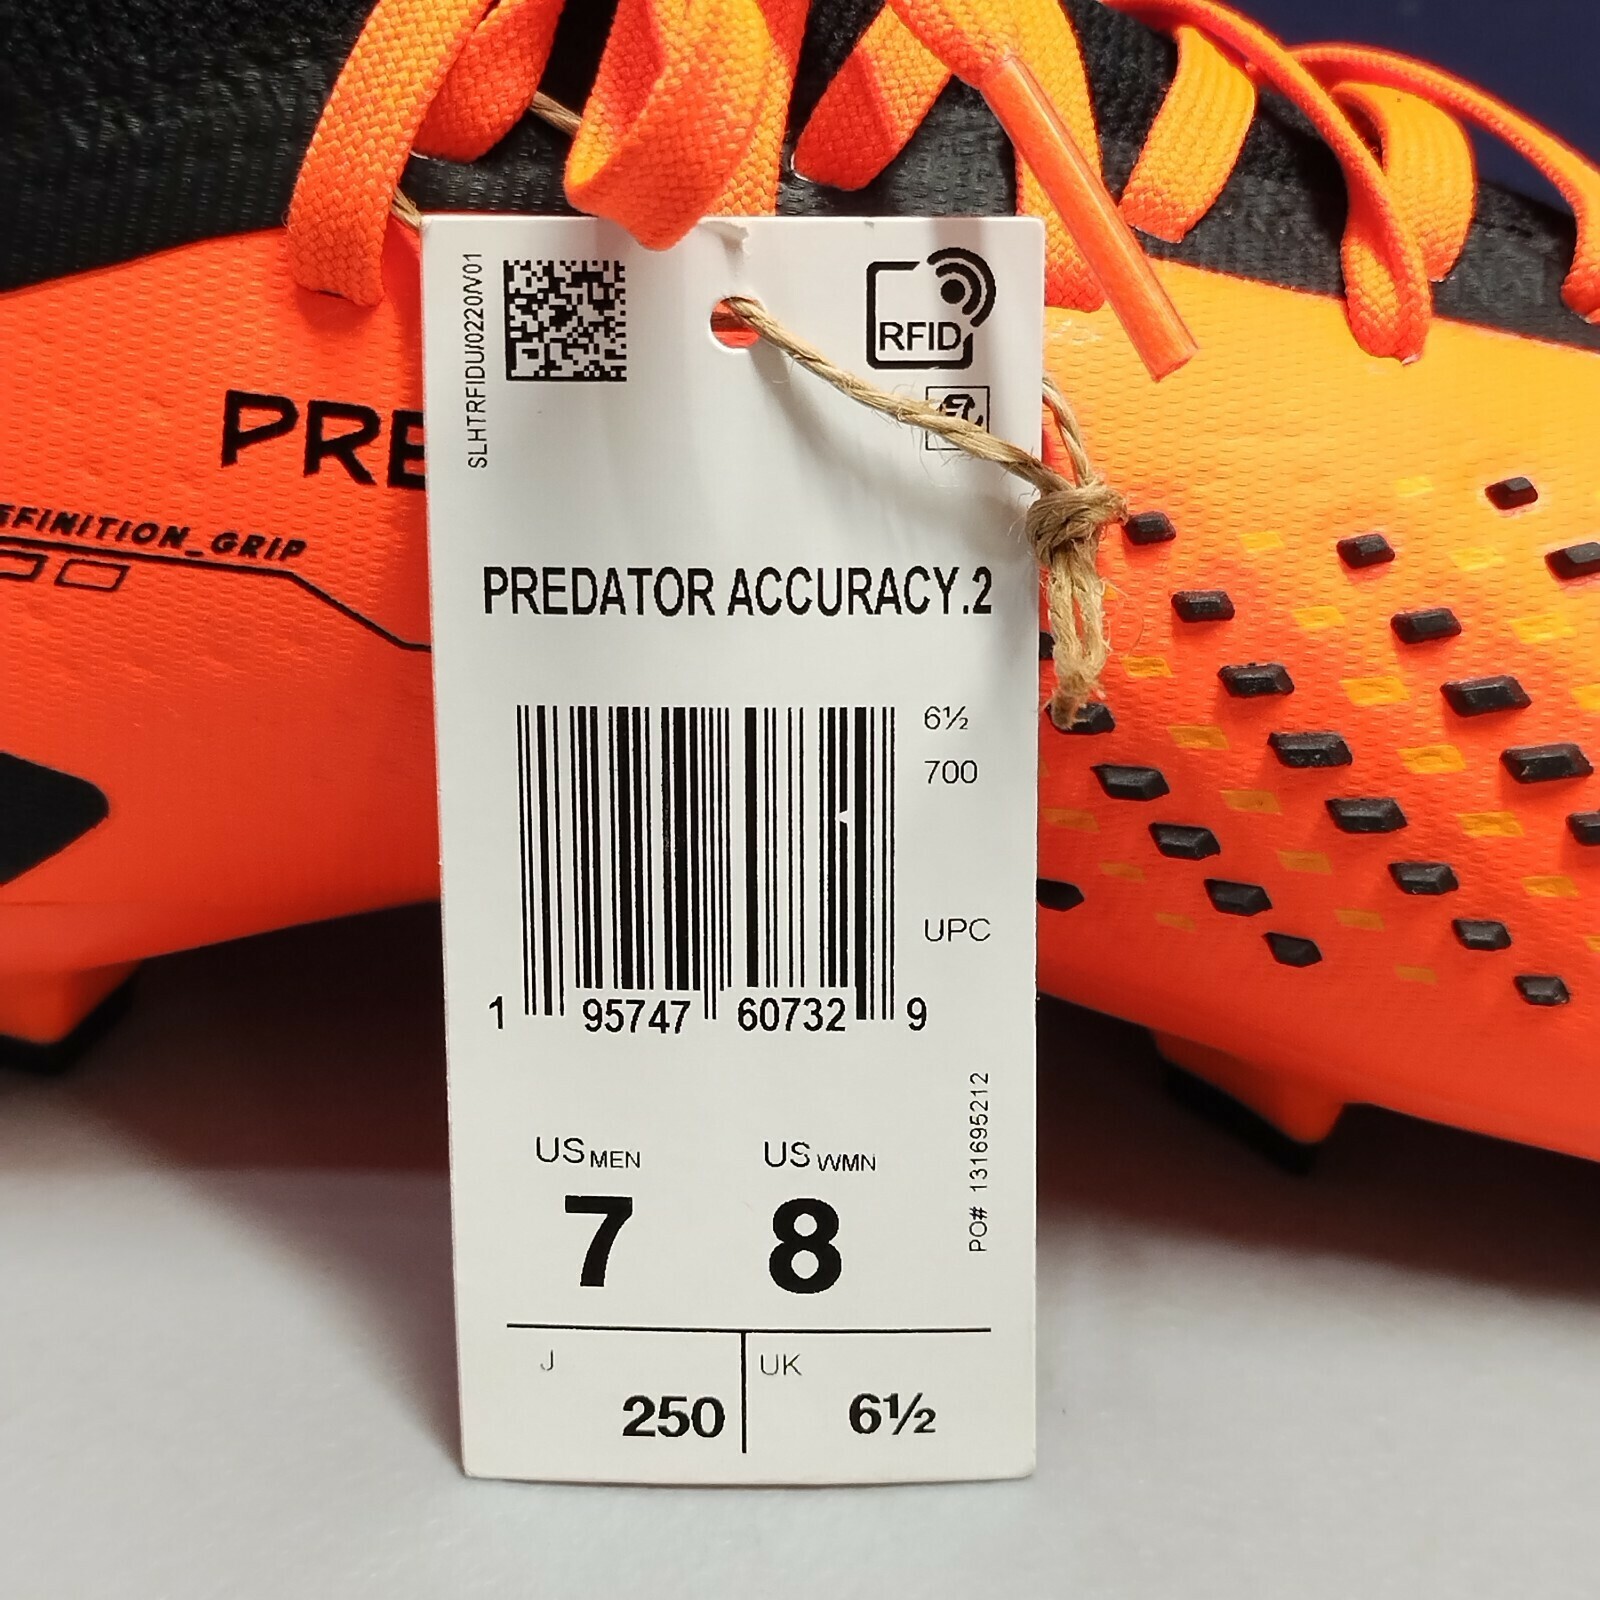 SLHTRFIDU/0220/V01
RFID
PRE
EFINITION_GRIP
PREDATOR ACCURACY.2
6½
700
UPC
1 95747 60732 9
PO# 131695212
US MEN US WMN
7 8
J UK
250 6½